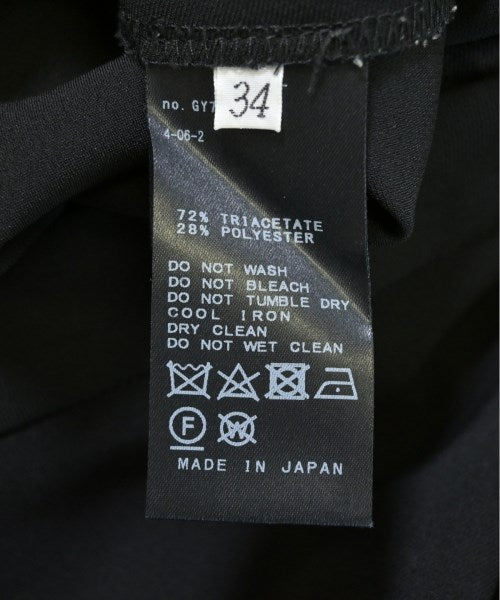 no. GY7
34
4-06-2
72% TRIACETATE
28% POLYESTER
DO NOT WASH
DO NOT BLEACH
DO NOT TUMBLE DRY
COOL IRON
DRY CLEAN
DO NOT WET CLEAN
F W
MADE IN JAPAN